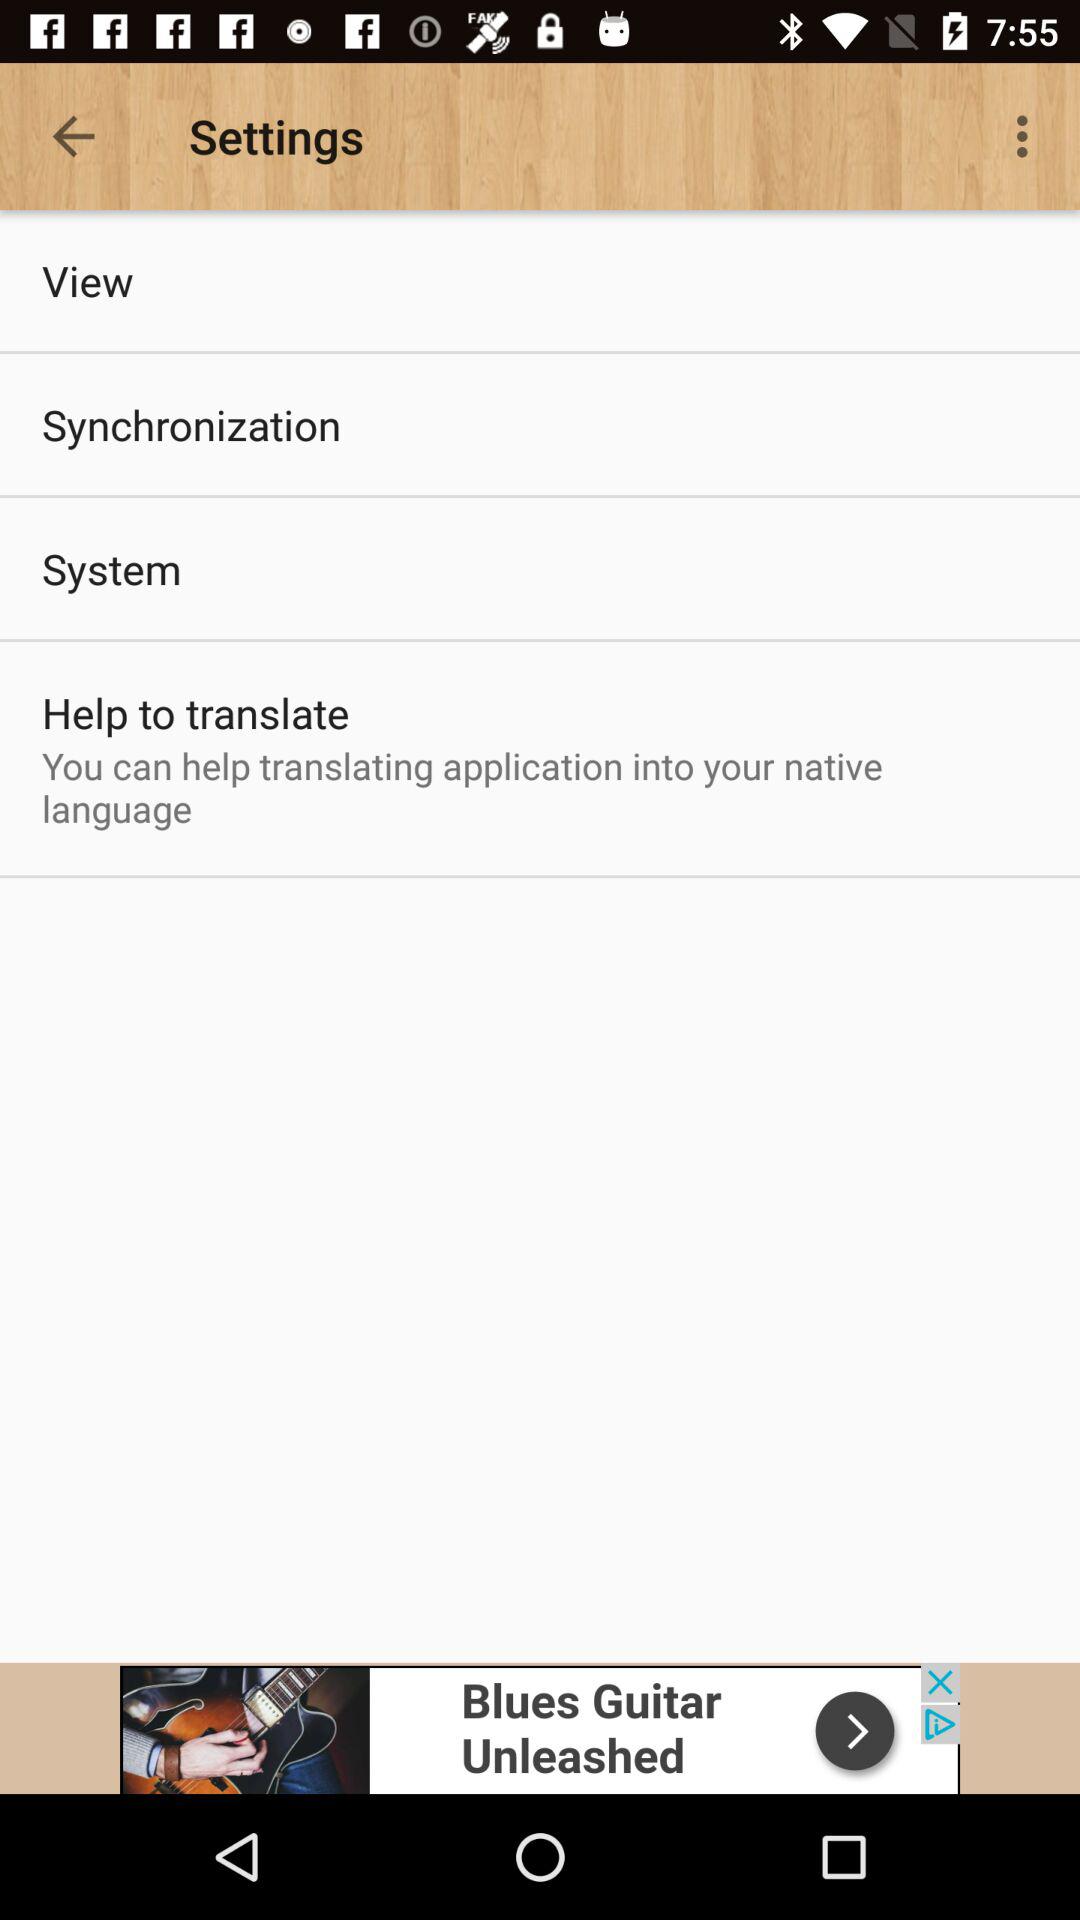 FAKE
7:55
Settings
View
Synchronization
System
Help to translate
You can help translating application into your native
language
Blues Guitar
Unleashed